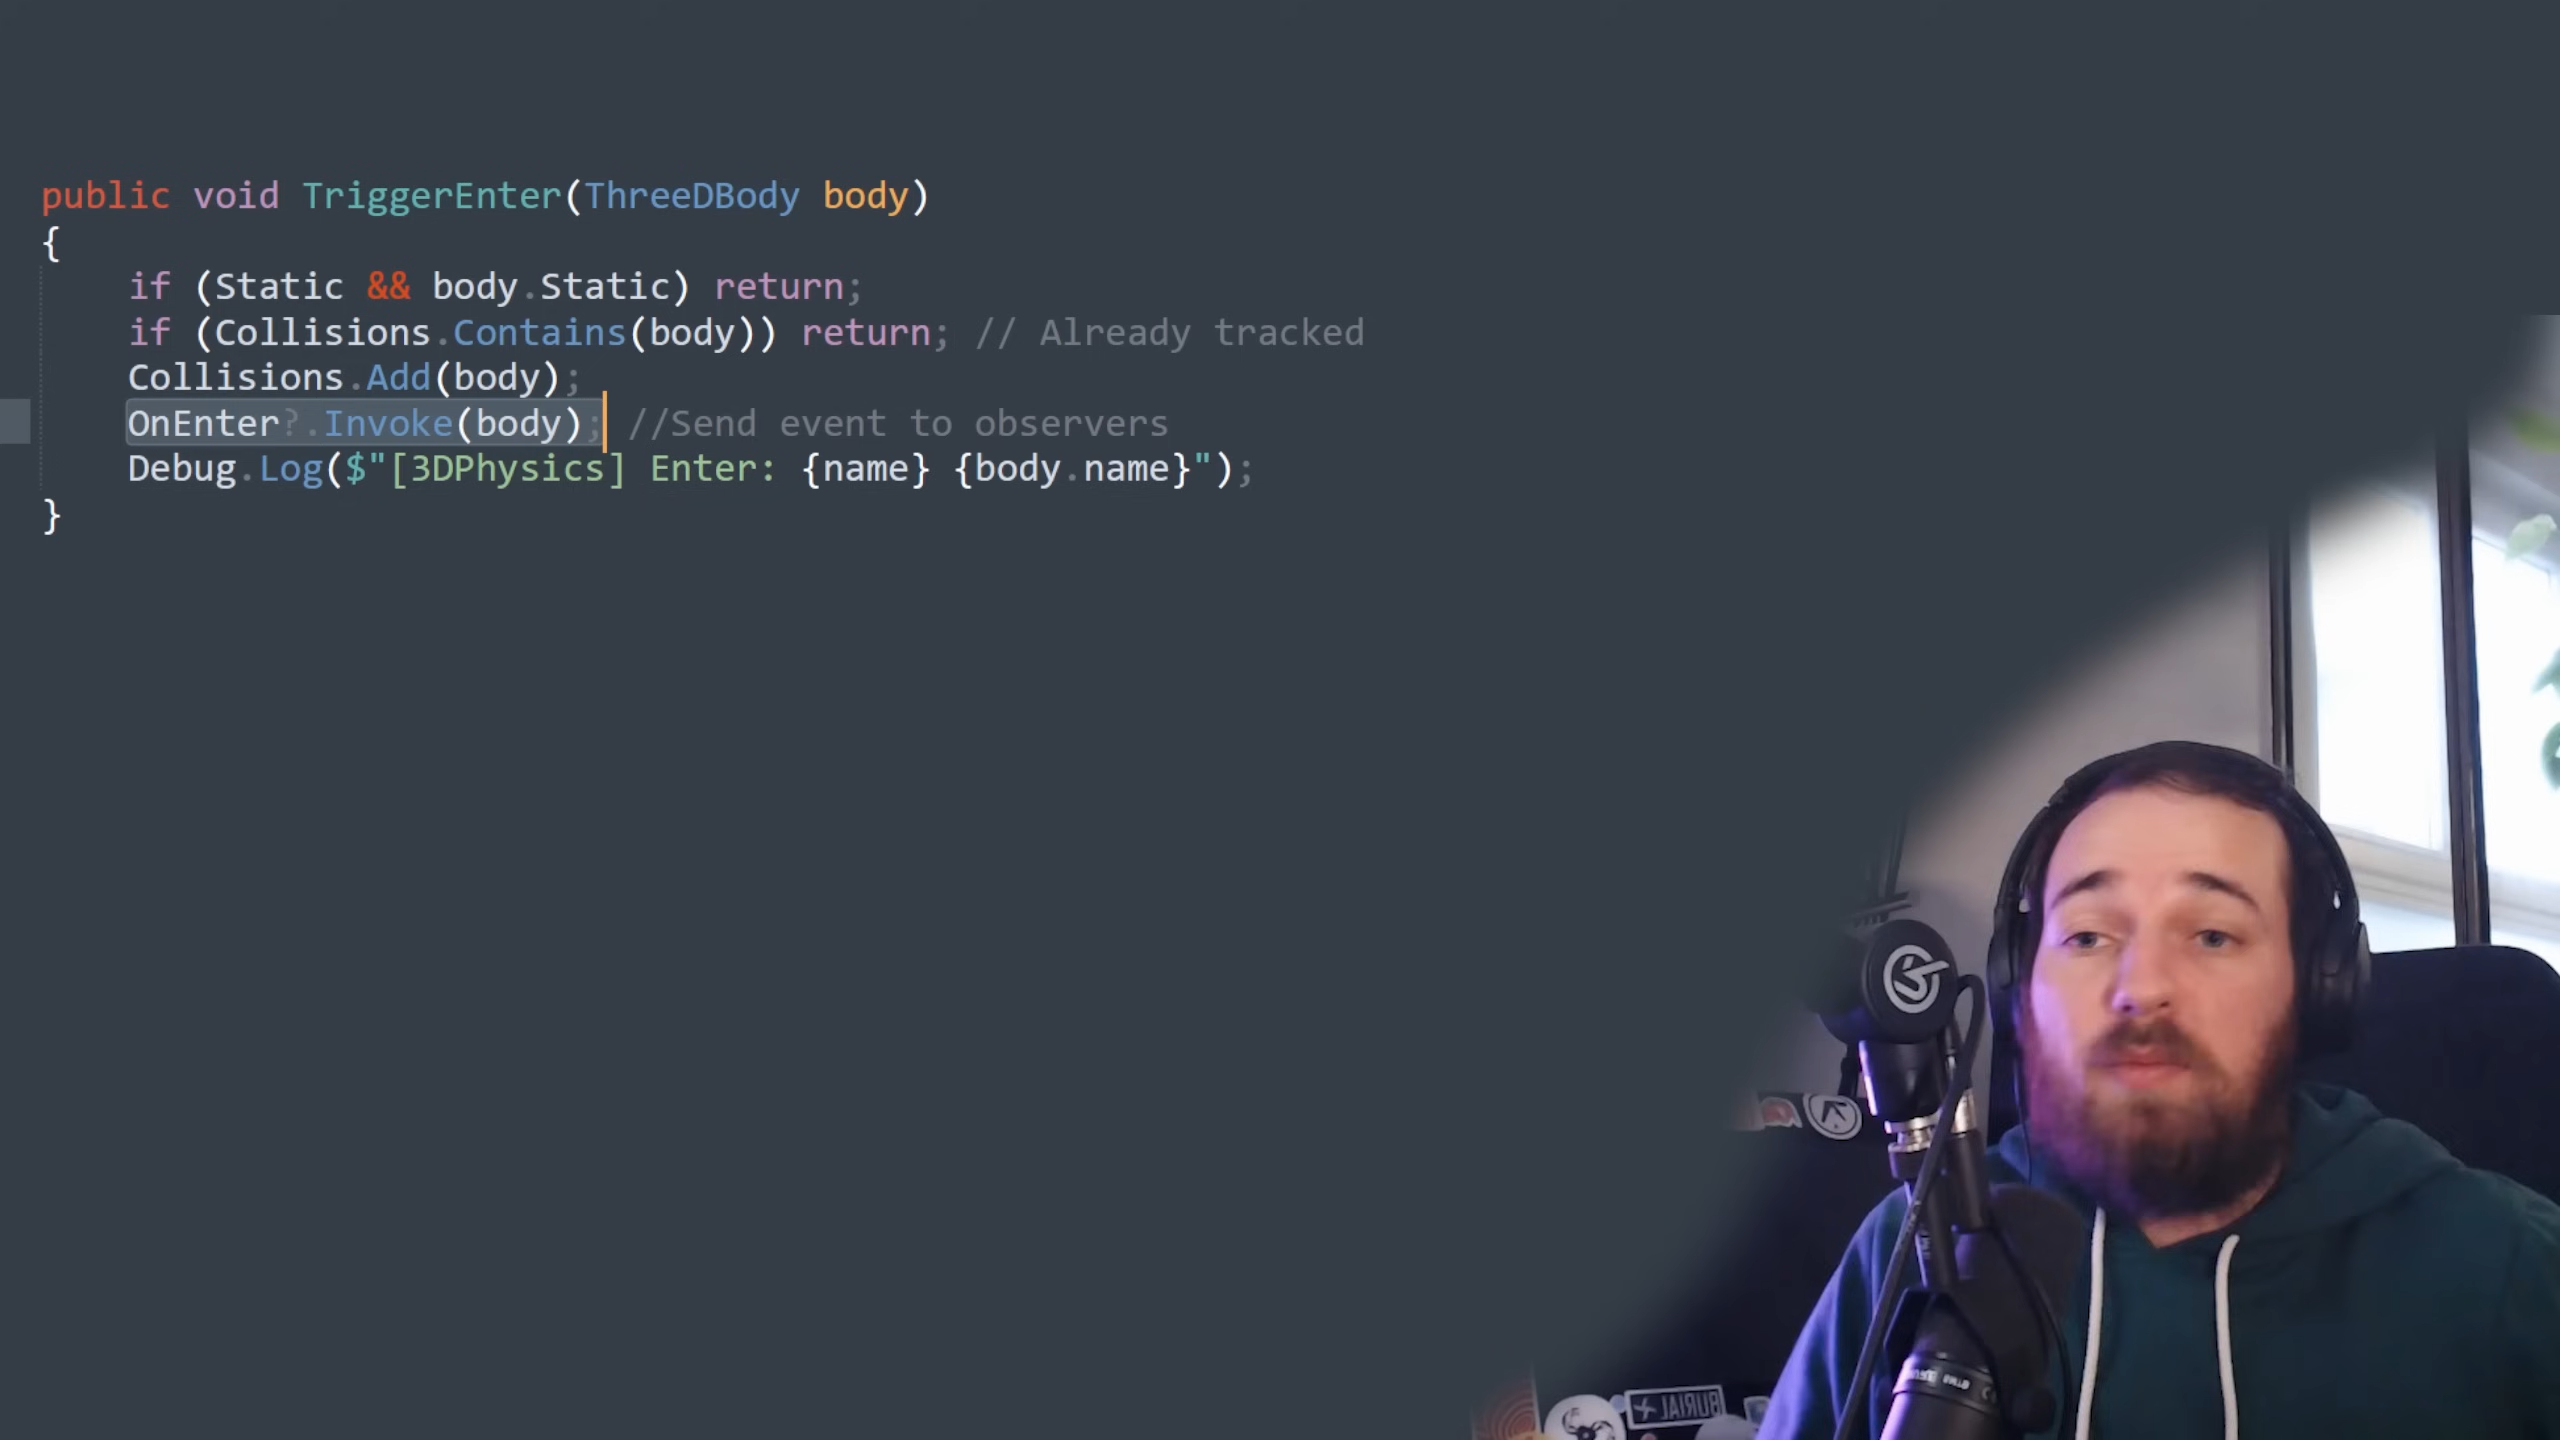 public void TriggerEnter(ThreeDBody body)
{
if (Static && body.Static) return;
if (Collisions.Contains(body)) return; // Already tracked
Collisions.Add(body);
OnEnter?.Invoke(body); //Send event to observers
Debug.Log($"[3DPhysics] Enter: {name} {body.name}");
}
BURIAL